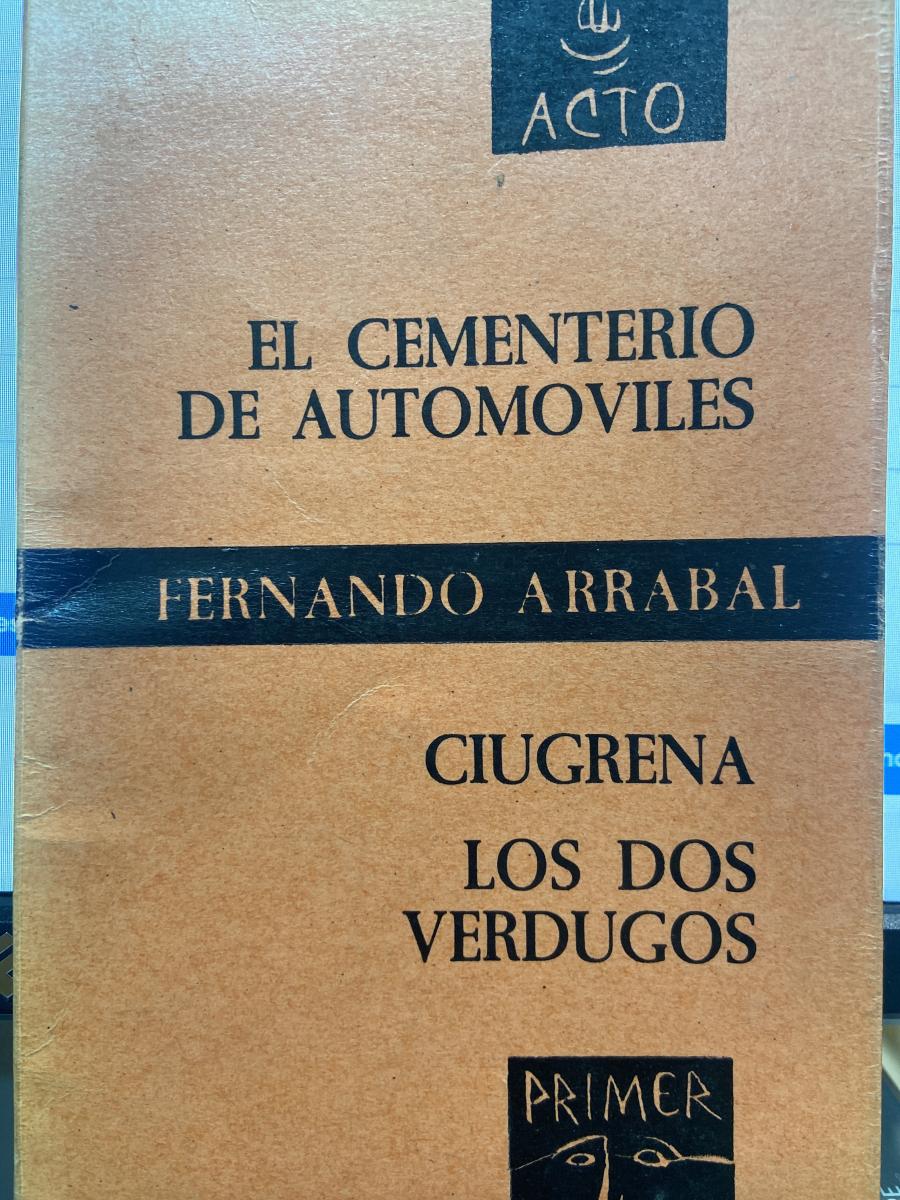 ACTO
EL CEMENTERIO
DE AUTOMOVILES
FERNANDO ARRABAL
CIUGRENA
LOS DOS
VERDUGOS
PRIMER